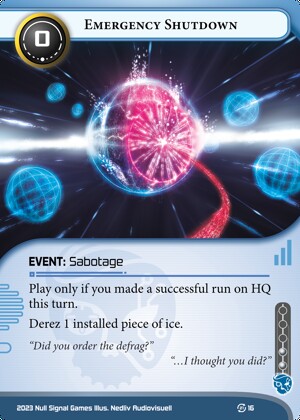 0
Emergency Shutdown
EVENT: Sabotage
Play only if you made a successful run on HQ
this turn.
Derez 1 installed piece of ice.
“Did you order the defrag?”
“…I thought you did?”
2023 Null Signal Games Illus. Nedliv Audiovisuell
16